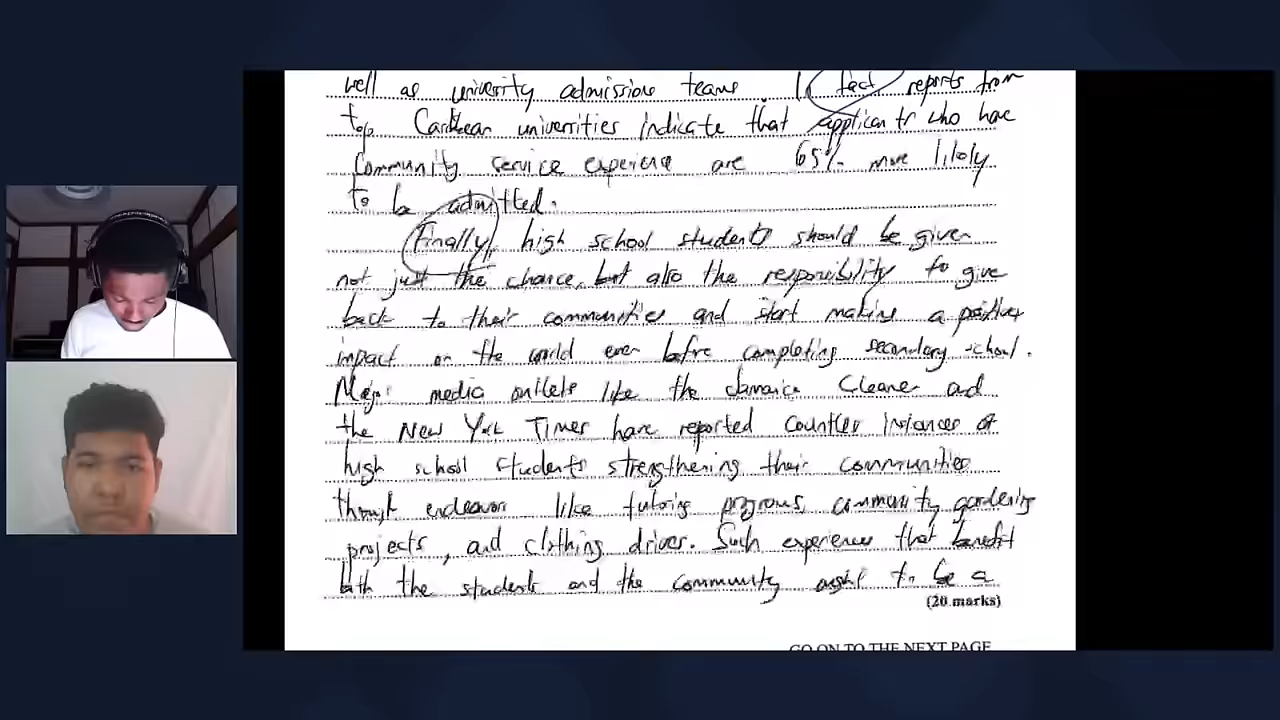 well as university admissions teams. I fact reports from
top Caribbean universities indicate that applicants who have
community service experience are 65% more likely
to be admitted.
Finally, high school students should be given
not just the chance, but also the responsibility to give
back to their communities and start making a positive
impact on the world even before completing secondary school.
Major media outlets like the Jamaica Gleaner and
the New York Times have reported countless instances of
high school students strengthening their communities
through endeavors like tutoring programs, community gardening
projects, and clothing drives. Such experiences that benefit
both the students and the community ought to be a
(20 marks)
GO ON TO THE NEXT PAGE